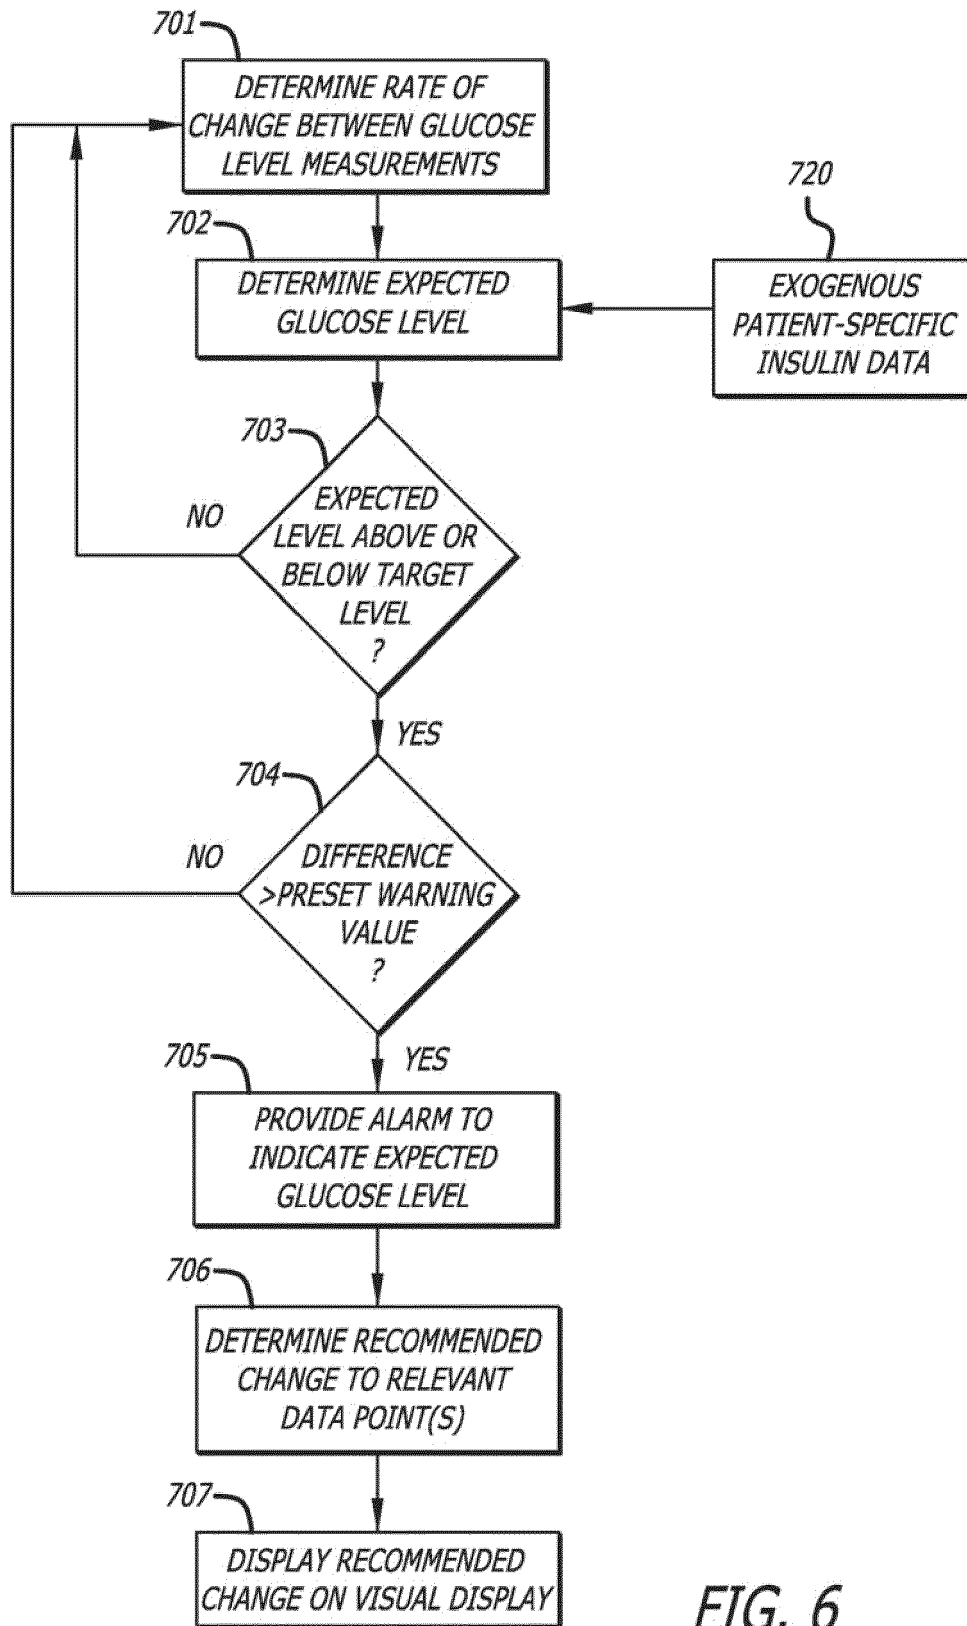 701
DETERMINE RATE OF
CHANGE BETWEEN GLUCOSE
LEVEL MEASUREMENTS
702
DETERMINE EXPECTED
GLUCOSE LEVEL
720
EXOGENOUS
PATIENT-SPECIFIC
INSULIN DATA
703
EXPECTED
LEVEL ABOVE OR
BELOW TARGET
LEVEL
?
NO
YES
704
DIFFERENCE
>PRESET WARNING
VALUE
?
NO
YES
705
PROVIDE ALARM TO
INDICATE EXPECTED
GLUCOSE LEVEL
706
DETERMINE RECOMMENDED
CHANGE TO RELEVANT
DATA POINT(S)
707
DISPLAY RECOMMENDED
CHANGE ON VISUAL DISPLAY
FIG. 6